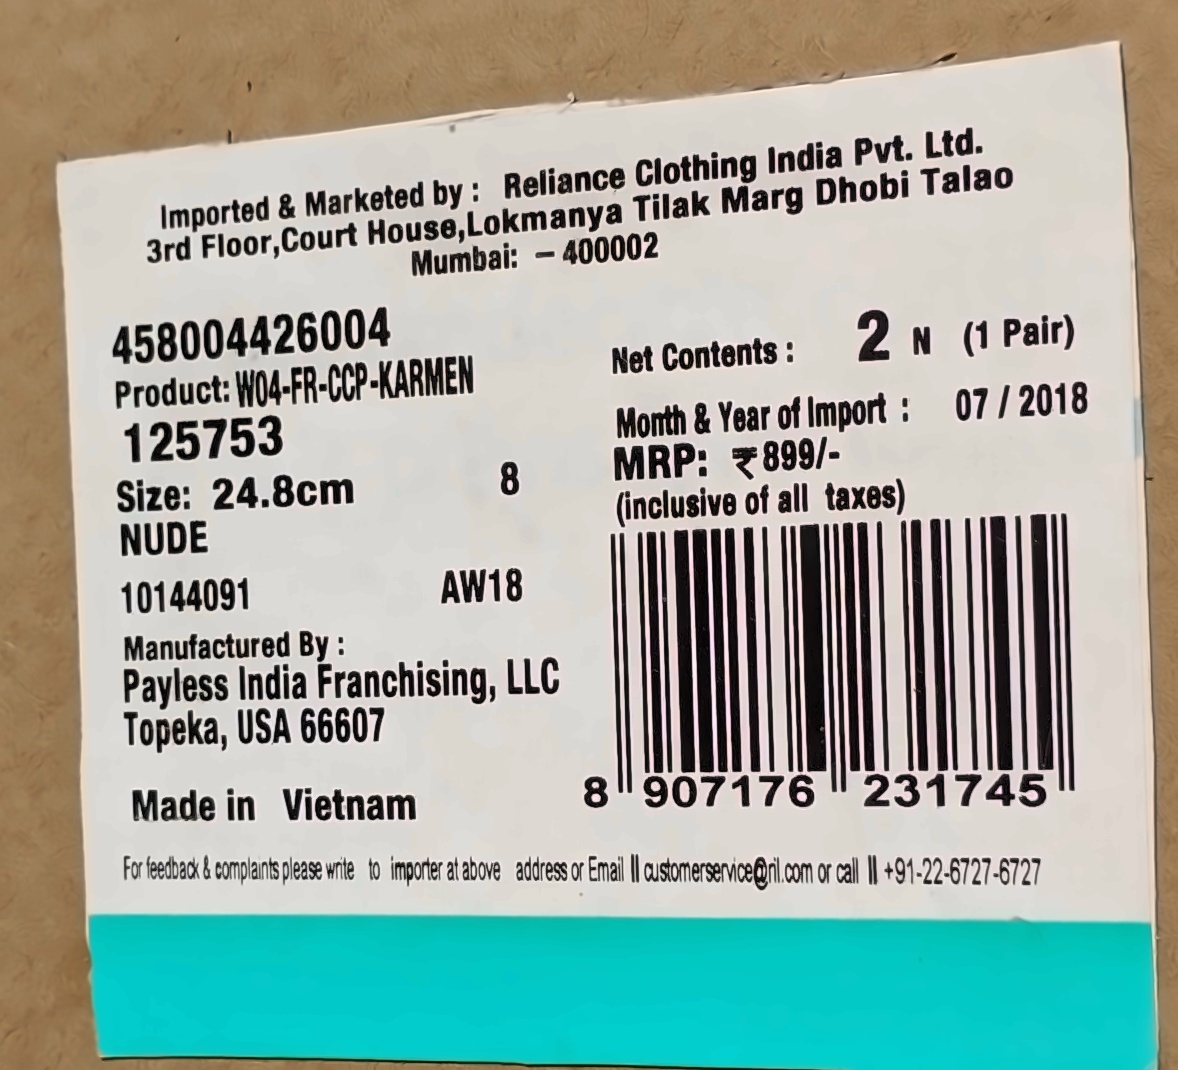 Imported & Marketed by : Reliance Clothing India Pvt. Ltd.
3rd Floor,Court House,Lokmanya Tilak Marg Dhobi Talao
Mumbai: – 400002
458004426004
Product: W04-FR-CCP-KARMEN
125753
Size: 24.8cm 8
NUDE
10144091 AW18
Manufactured By :
Payless India Franchising, LLC
Topeka, USA 66607
Made in Vietnam
Net Contents : 2 N (1 Pair)
Month & Year of Import : 07 / 2018
MRP: ₹899/-
(inclusive of all taxes)
8 907176 231745
For feedback & complaints please write to importer at above address or Email || customerservice@ril.com or call || +91-22-6727-6727